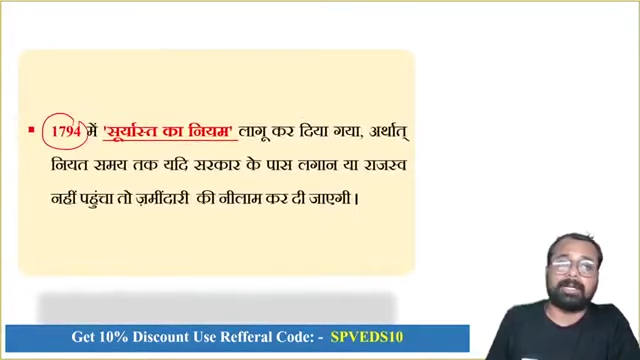 ▪ 1794 में 'सूर्यास्त का नियम' लागू कर दिया गया, अर्थात्
नियत समय तक यदि सरकार के पास लगान या राजस्व
नहीं पहुंचा तो ज़मींदारी की नीलाम कर दी जाएगी।
Get 10% Discount Use Refferal Code: - SPVEDS10